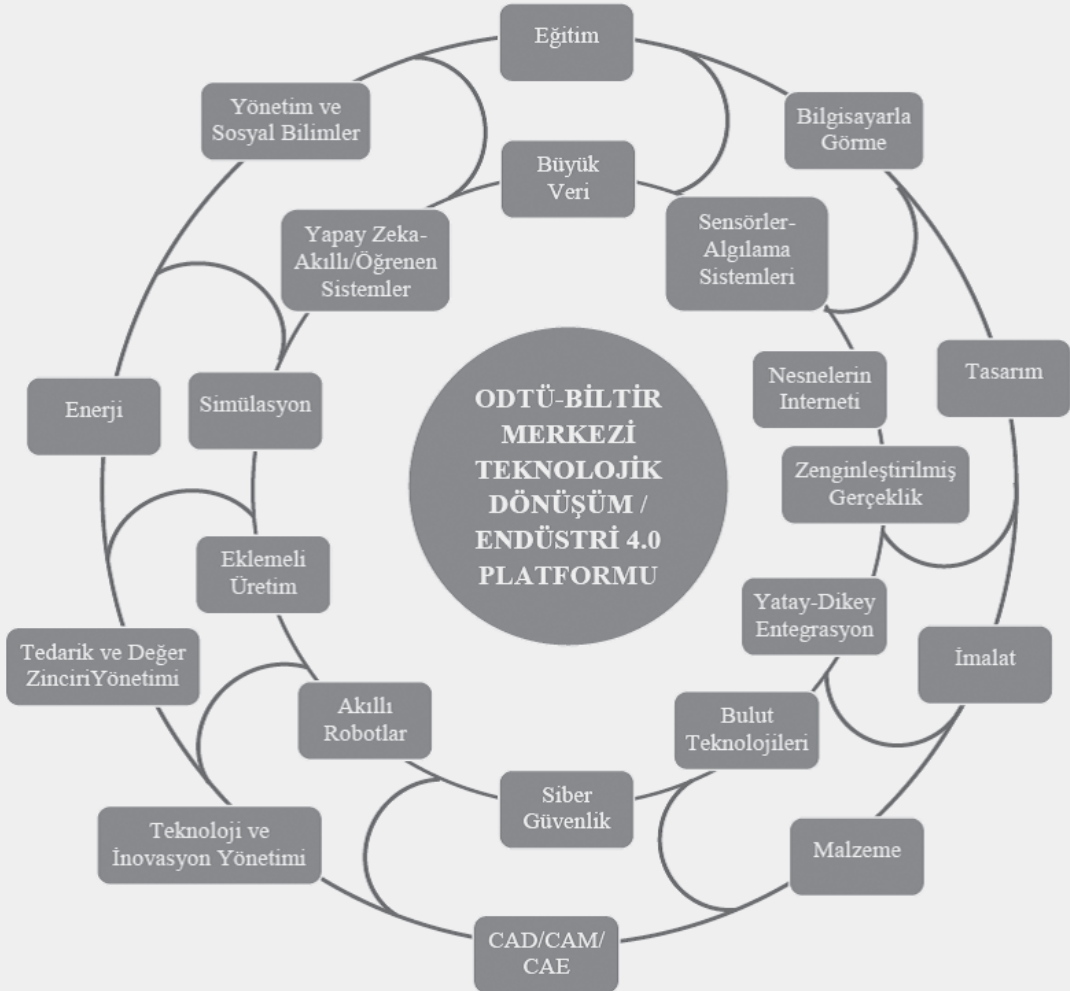 Eğitim
Yönetim ve
Sosyal Bilimler
Bilgisayarla
Görme
Büyük
Veri
Yapay Zeka-
Akıllı/Öğrenen
Sistemler
Sensörler-
Algılama
Sistemleri
Enerji
Simülasyon
ODTÜ-BİLTİR
MERKEZİ
TEKNOLOJİK
DÖNÜŞÜM /
ENDÜSTRİ 4.0
PLATFORMU
Nesnelerin
Interneti
Tasarım
Zenginleştirilmiş
Gerçeklik
Eklemeli
Üretim
Yatay-Dikey
Entegrasyon
Tedarik ve Değer
ZinciriYönetimi
İmalat
Akıllı
Robotlar
Bulut
Teknolojileri
Siber
Güvenlik
Teknoloji ve
İnovasyon Yönetimi
Malzeme
CAD/CAM/
CAE